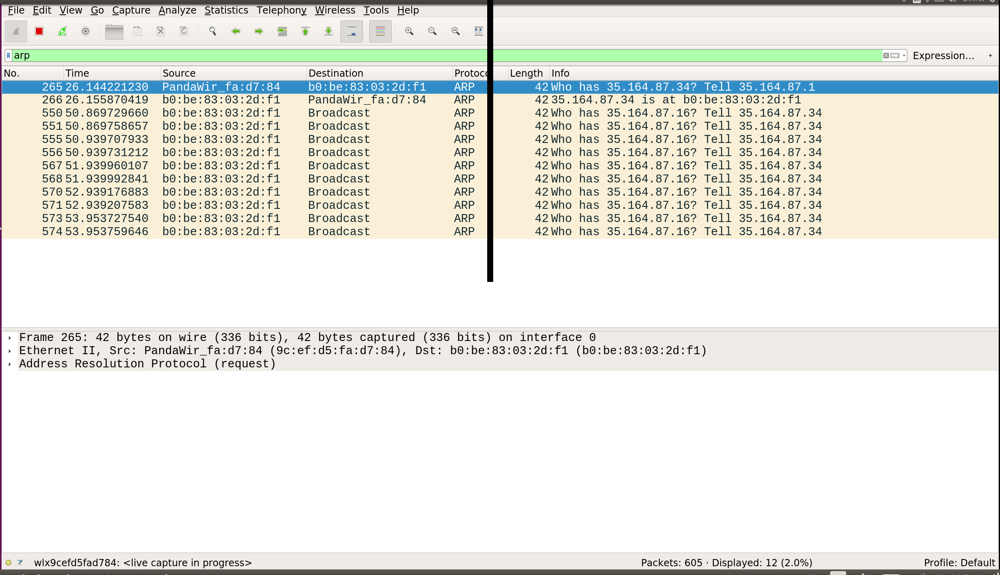 File Edit View Go Capture Analyze Statistics Telephony Wireless Tools Help
arp Expression... +
No. Time Source Destination Length Info
265 26.144221230 PandaWir_fa:d7:84 b0:be:83:03:2d:f1 ARP 42 Who has 35.164.87.34? Tell 35.164.87.1
266 26.155870419 b0:be:83:03:2d:f1 PandaWir_fa:d7:84 ARP 42 35.164.87.34 is at b0:be:83:03:2d:f1
550 50.869729660 b0:be:83:03:2d:f1 Broadcast ARP 42 Who has 35.164.87.16? Tell 35.164.87.34
551 50.869758657 b0:be:83:03:2d:f1 Broadcast ARP 42 Who has 35.164.87.16? Tell 35.164.87.34
555 50.939707933 b0:be:83:03:2d:f1 Broadcast ARP 42 Who has 35.164.87.16? Tell 35.164.87.34
556 50.939731212 b0:be:83:03:2d:f1 Broadcast ARP 42 Who has 35.164.87.16? Tell 35.164.87.34
567 51.939960107 b0:be:83:03:2d:f1 Broadcast ARP 42 Who has 35.164.87.16? Tell 35.164.87.34
568 51.939992841 b0:be:83:03:2d:f1 Broadcast ARP 42 Who has 35.164.87.16? Tell 35.164.87.34
570 52.939176883 b0:be:83:03:2d:f1 Broadcast ARP 42 Who has 35.164.87.16? Tell 35.164.87.34
571 52.939207583 b0:be:83:03:2d:f1 Broadcast ARP 42 Who has 35.164.87.16? Tell 35.164.87.34
573 53.953727540 b0:be:83:03:2d:f1 Broadcast ARP 42 Who has 35.164.87.16? Tell 35.164.87.34
574 53.953759646 b0:be:83:03:2d:f1 Broadcast ARP 42 Who has 35.164.87.16? Tell 35.164.87.34
Frame 265: 42 bytes on wire (336 bits), 42 bytes captured (336 bits) on interface 0
Ethernet II, Src: PandaWir_fa:d7:84 (9c:ef:d5:fa:d7:84), Dst: b0:be:83:03:2d:f1 (b0:be:83:03:2d:f1)
Address Resolution Protocol (request)
wlx9cefd5fad784: <live capture in progress> Packets: 605 · Displayed: 12 (2.0%) Profile: Default